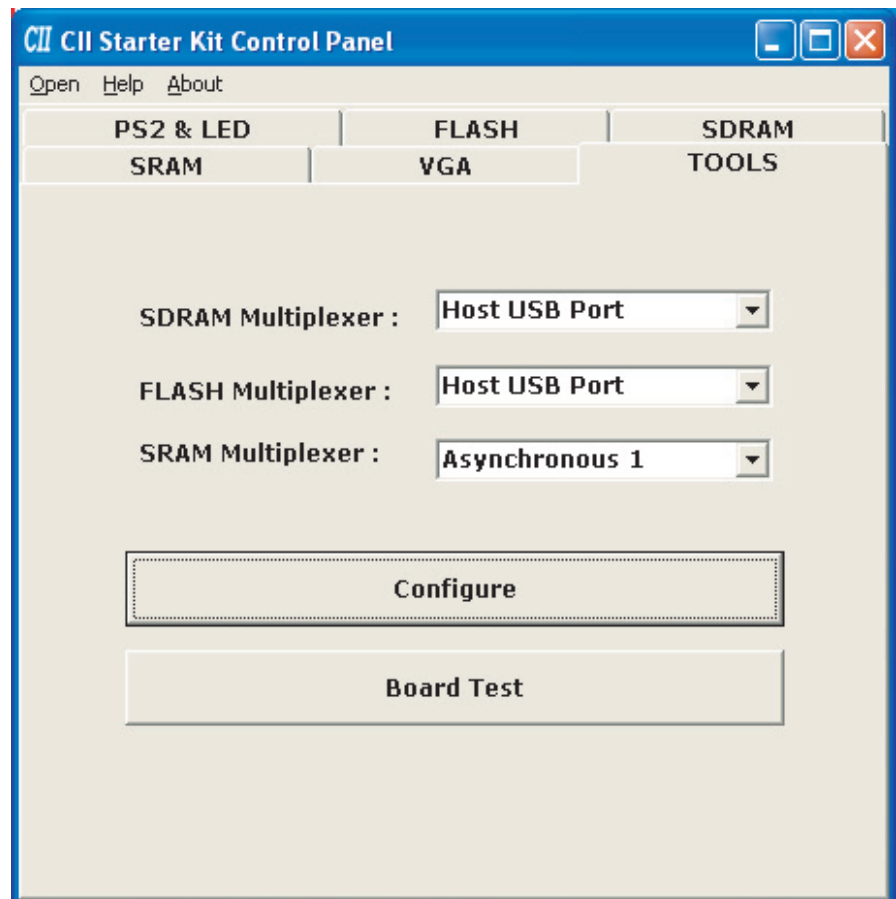 CII CII Starter Kit Control Panel
Open Help About
PS2 & LED FLASH SDRAM
SRAM VGA TOOLS
SDRAM Multiplexer : Host USB Port
FLASH Multiplexer : Host USB Port
SRAM Multiplexer : Asynchronous 1
Configure
Board Test